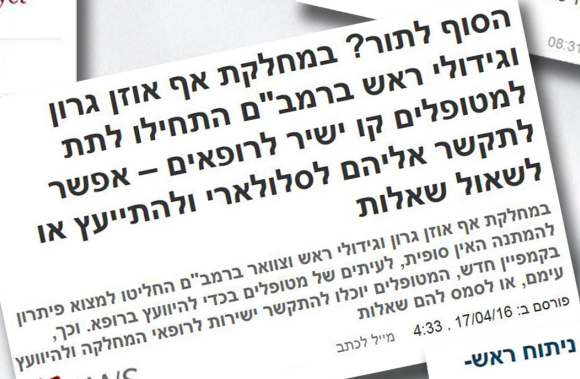 08:31
הסוף לתור? במחלקת אף אוזן גרון
וגידולי ראש ברמב"ם התחילו לתת
למטופלים קו ישיר לרופאים – אפשר
לתקשר אליהם לסלולארי ולהתייעץ או
לשאול שאלות
במחלקת אף אוזן גרון וגידולי ראש וצוואר ברמב"ם החליטו למצוא פיתרון
להמתנה האין סופית, לעיתים של מטופלים בכדי להיוועץ ברופא. וכך,
בקמפיין חדש, המטופלים יוכלו להתקשר ישירות לרופאי המחלקה ולהיוועץ
עימם, או לסמס להם שאלות
פורסם ב: 17/04/16 , 4:33 מייל לכתב
ניתוח ראש-